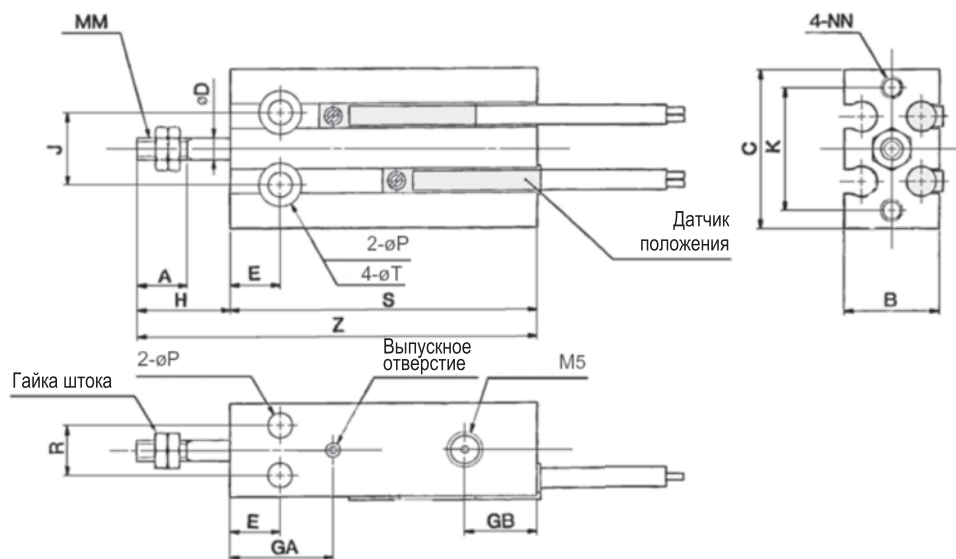 MM
4-NN
øD
J
C
K
Датчик
положения
2-øP
4-øT
A
E
H
S
B
Z
2-øP
Выпускное
отверстие
M5
Гайка штока
R
E
GB
GA